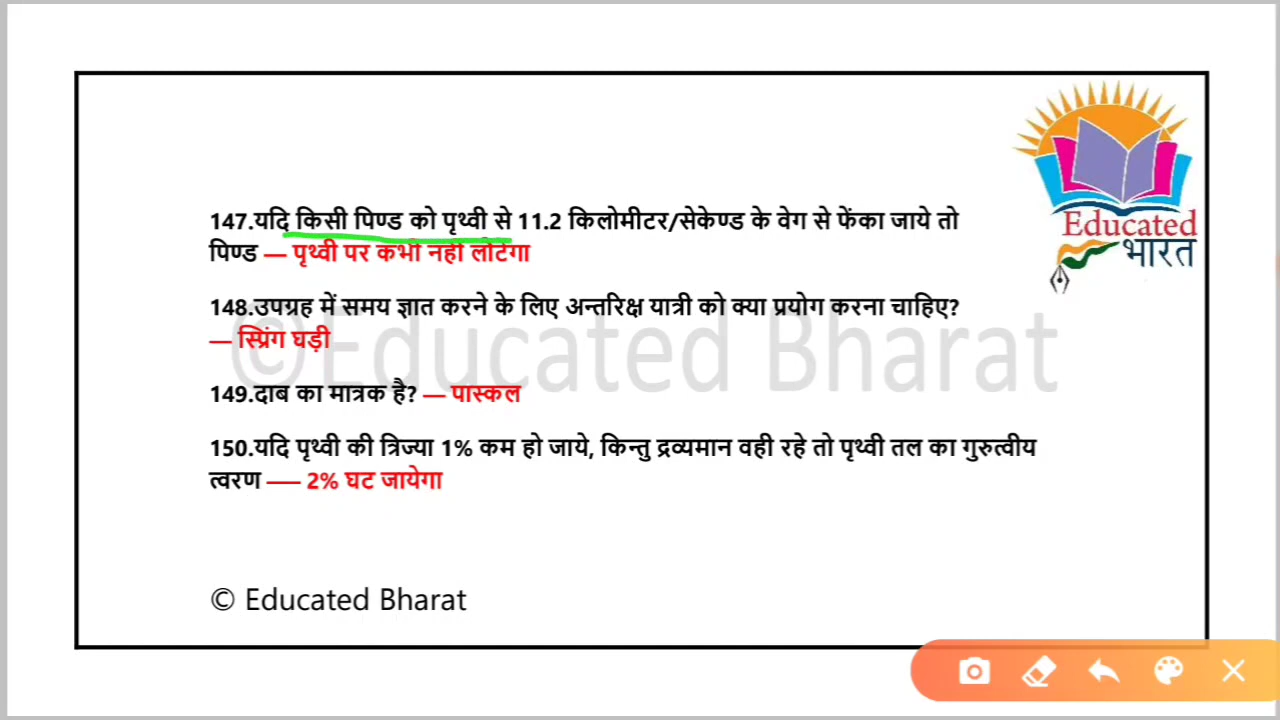 Educated
भारत
147.यदि किसी पिण्ड को पृथ्वी से 11.2 किलोमीटर/सेकेण्ड के वेग से फेंका जाये तो
पिण्ड — पृथ्वी पर कभी नहीं लौटेगा
148.उपग्रह में समय ज्ञात करने के लिए अन्तरिक्ष यात्री को क्या प्रयोग करना चाहिए?
— स्प्रिंग घड़ी
©Educated Bharat
149.दाब का मात्रक है? — पास्कल
150.यदि पृथ्वी की त्रिज्या 1% कम हो जाये, किन्तु द्रव्यमान वही रहे तो पृथ्वी तल का गुरुत्वीय
त्वरण —– 2% घट जायेगा
© Educated Bharat